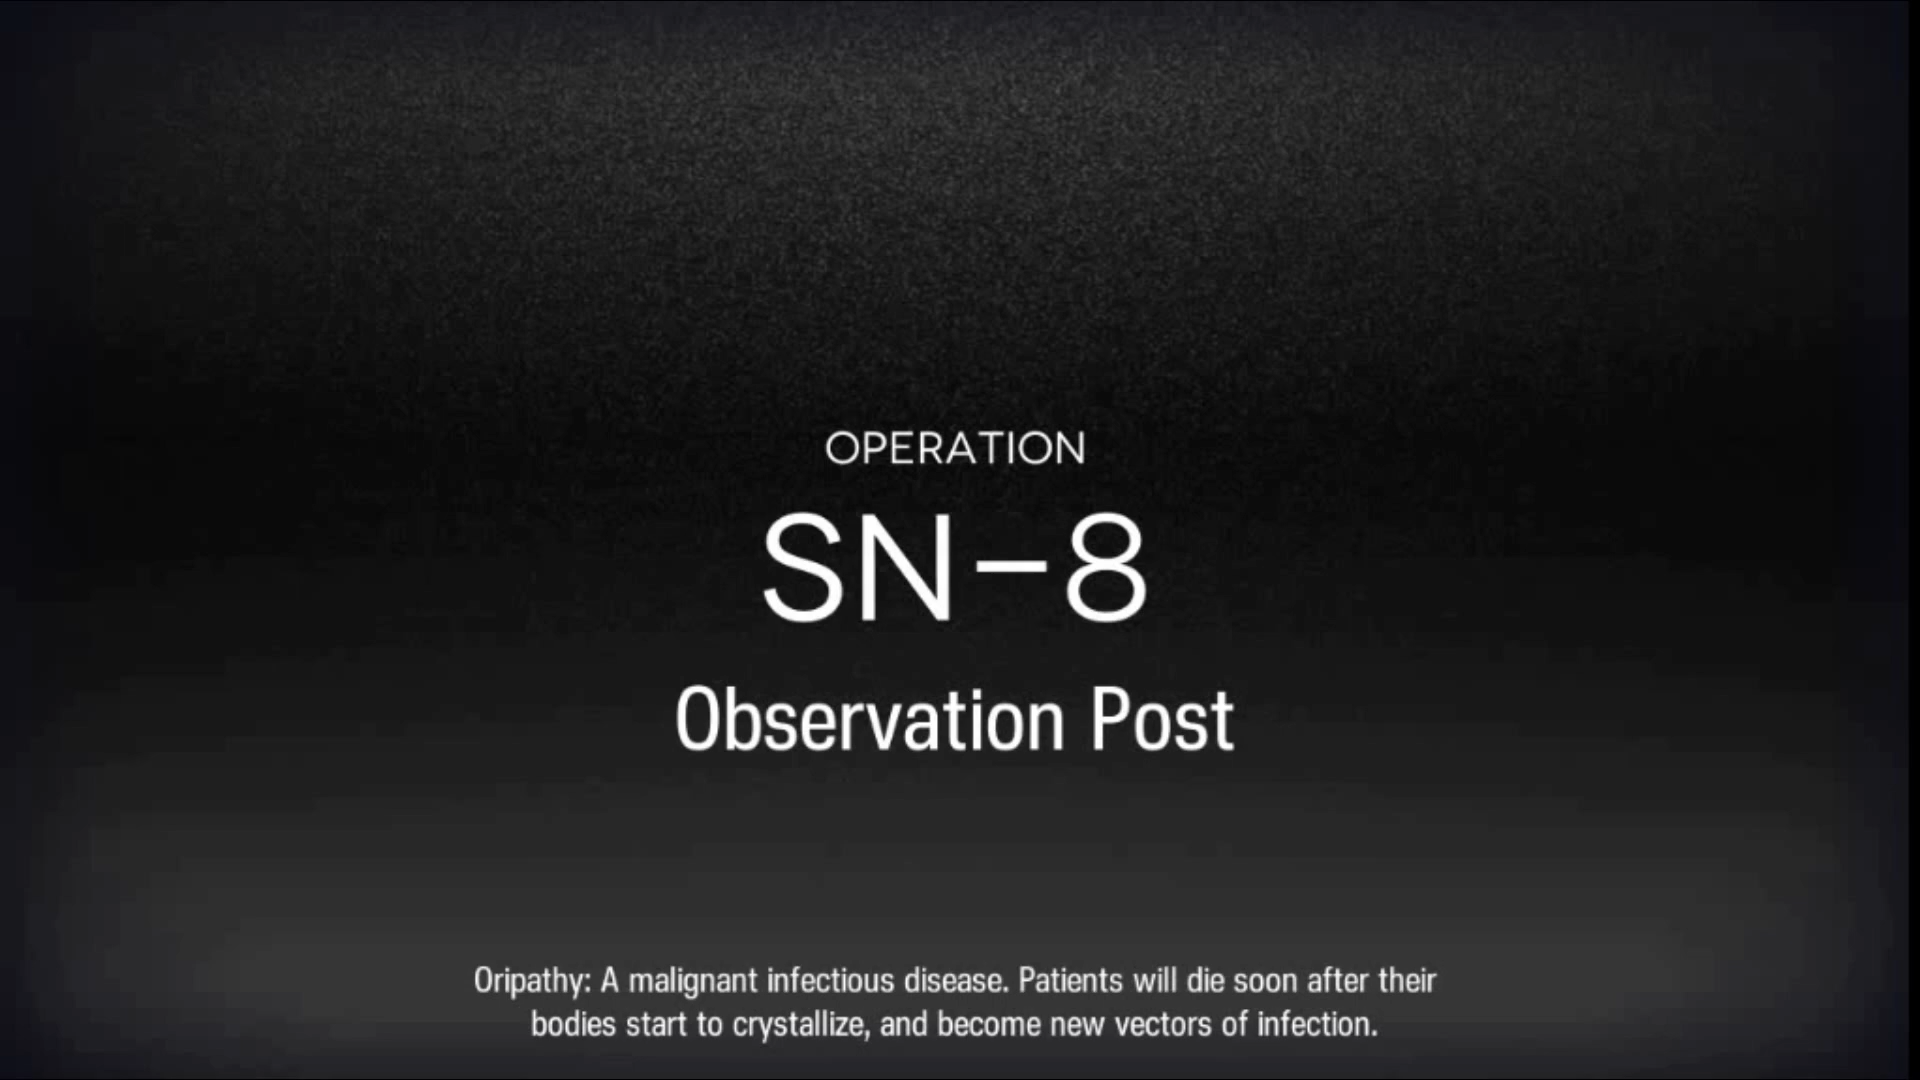 OPERATION
SN-8
Observation Post
Oripathy: A malignant infectious disease. Patients will die soon after their
bodies start to crystallize, and become new vectors of infection.